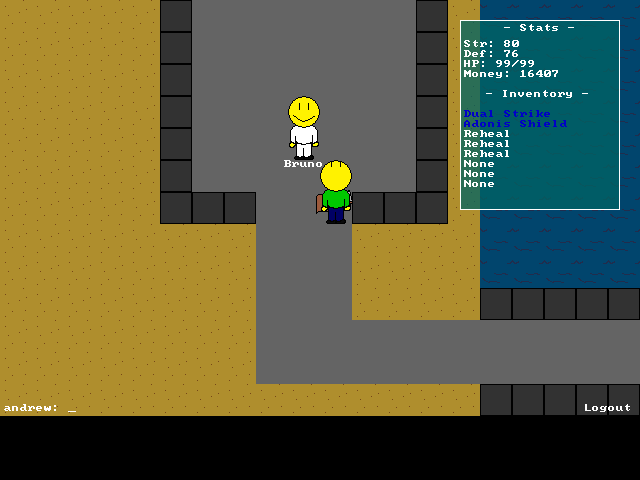 - Stats -
Str: 80
Def: 76
HP: 99/99
Money: 16407
- Inventory -
Dual Strike
Adonis Shield
Reheal
Reheal
Reheal
None
None
None
Bruno
andrew: _
Logout